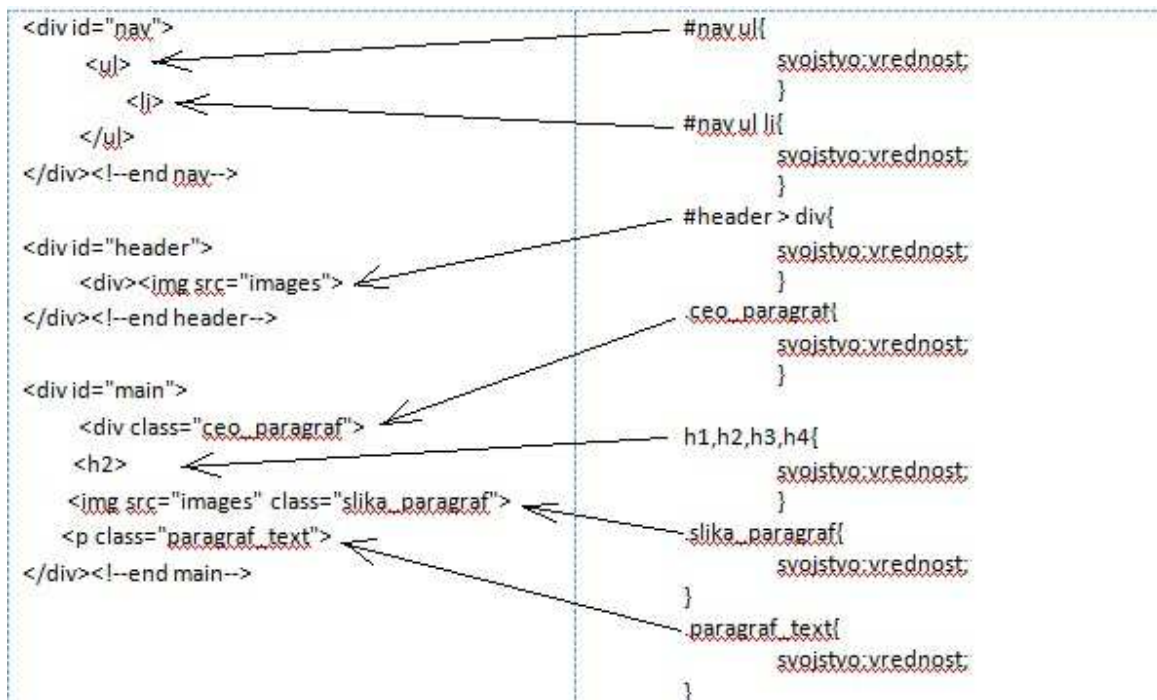 <div id="nav">
<ul>
<li>
</ul>
</div><!--end nav-->
<div id="header">
<div><img src="images">
</div><!--end header-->
<div id="main">
<div class="ceo_paragraf">
<h2>
<img src="images" class="slika_paragraf">
<p class="paragraf_text">
</div><!--end main-->
#nav ul{
svojstvo:vrednost;
}
#nav ul li{
svojstvo:vrednost;
}
#header > div{
svojstvo:vrednost;
}
.ceo_paragraf{
svojstvo:vrednost;
}
h1,h2,h3,h4{
svojstvo:vrednost;
}
.slika_paragraf{
svojstvo:vrednost;
}
.paragraf_text{
svojstvo:vrednost;
}